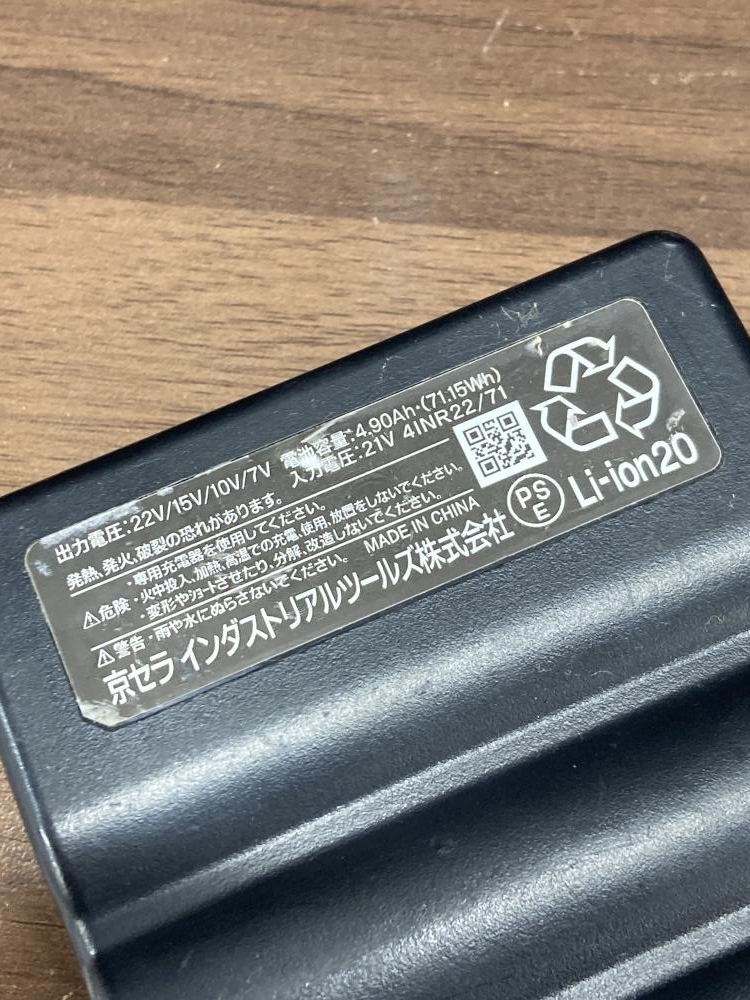 出力電圧:22V/15V/10V/7V 電池容量:4.90Ah・(71.15Wh)
入力電圧:21V 4INR22/71
発熱、発火、破裂の恐れがあります。
⚠危険・専用充電器を使用してください。
・火中投入、加熱、高温での充電、使用、放置をしないでください。
・変形やショートさせたり、分解、改造しないでください。
⚠警告・雨や水にぬらさないでください。 MADE IN CHINA
京セラ インダストリアルツールズ株式会社
PS
E
Li-ion20